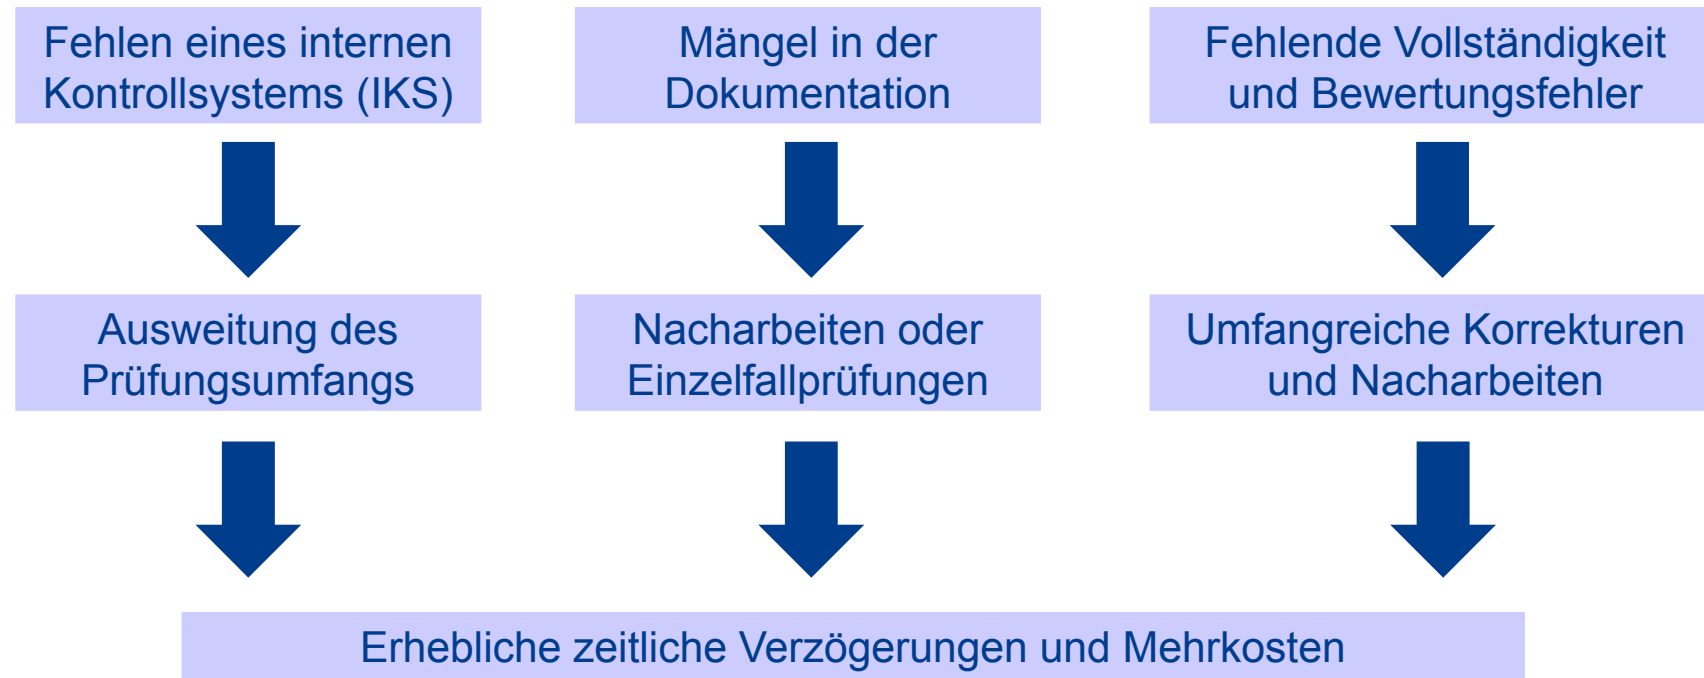 Fehlen eines internen
Kontrollsystems (IKS)
Mängel in der
Dokumentation
Fehlende Vollständigkeit
und Bewertungsfehler
Ausweitung des
Prüfungsumfangs
Nacharbeiten oder
Einzelfallprüfungen
Umfangreiche Korrekturen
und Nacharbeiten
Erhebliche zeitliche Verzögerungen und Mehrkosten